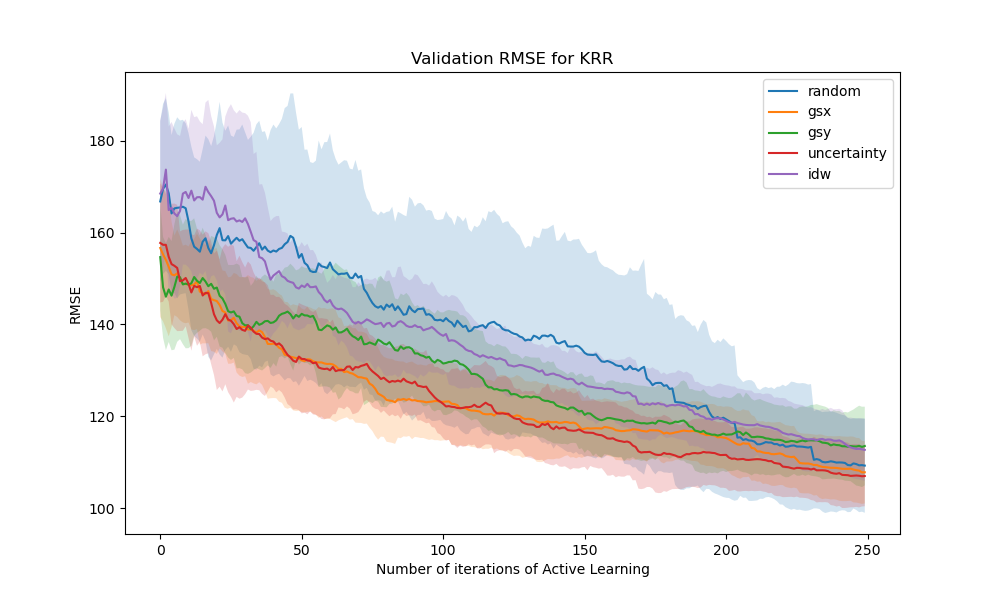 Validation RMSE for KRR
random
gsx
gsy
uncertainty
idw
180
160
140
120
100
RMSE
0 50 100 150 200 250
Number of iterations of Active Learning